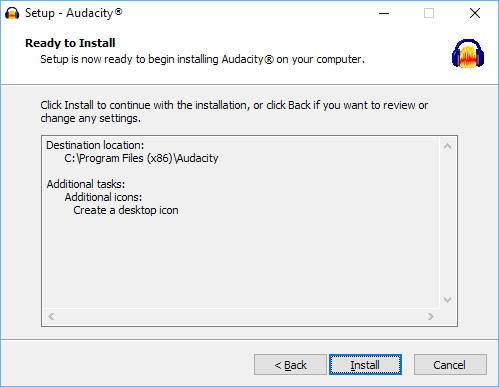 Setup - Audacity®
Ready to Install
Setup is now ready to begin installing Audacity® on your computer.
Click Install to continue with the installation, or click Back if you want to review or
change any settings.
Destination location:
C:\Program Files (x86)\Audacity
Additional tasks:
Additional icons:
Create a desktop icon
< Back
Install
Cancel